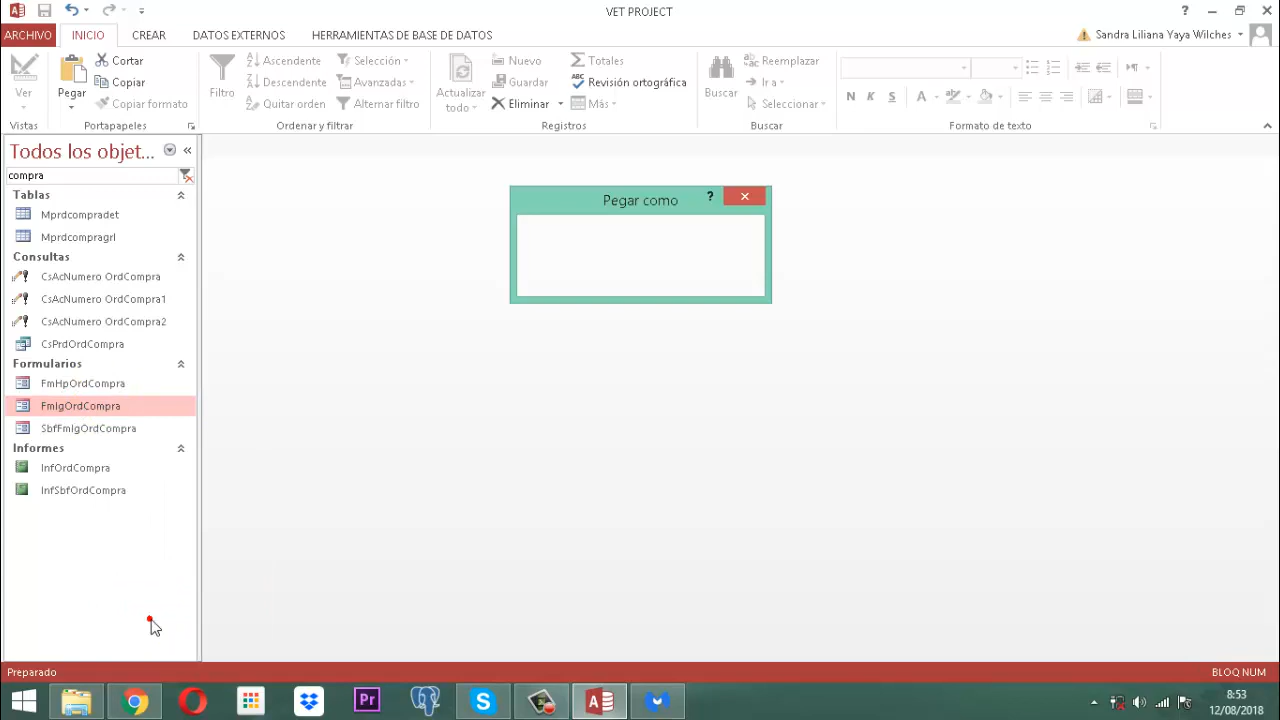 VET PROJECT
?
ARCHIVO INICIO CREAR DATOS EXTERNOS HERRAMIENTAS DE BASE DE DATOS Sandra Liliana Yaya Wilches
Ver
Vistas
Pegar
Cortar
Copiar
Copiar formato
Portapapeles
Filtro
Ascendente
Descendente
Quitar orden
Selección
Avanzadas
Alternar filtro
Ordenar y filtrar
Actualizar
todo
Nuevo
Guardar
Eliminar
Totales
Revisión ortográfica
Más
Registros
Buscar
Reemplazar
Ir a
Seleccionar
Buscar
N K S A
Formato de texto
Todos los objet...
compra
Tablas
Mprdcompradet
Mprdcompragrl
Consultas
CsAcNumero OrdCompra
CsAcNumero OrdCompra1
CsAcNumero OrdCompra2
CsPrdOrdCompra
Formularios
FmHpOrdCompra
FmIgOrdCompra
SbfFmIgOrdCompra
Informes
InfOrdCompra
InfSbfOrdCompra
Pegar como ?
Preparado
BLOQ NUM
Pr
8:53
12/08/2018